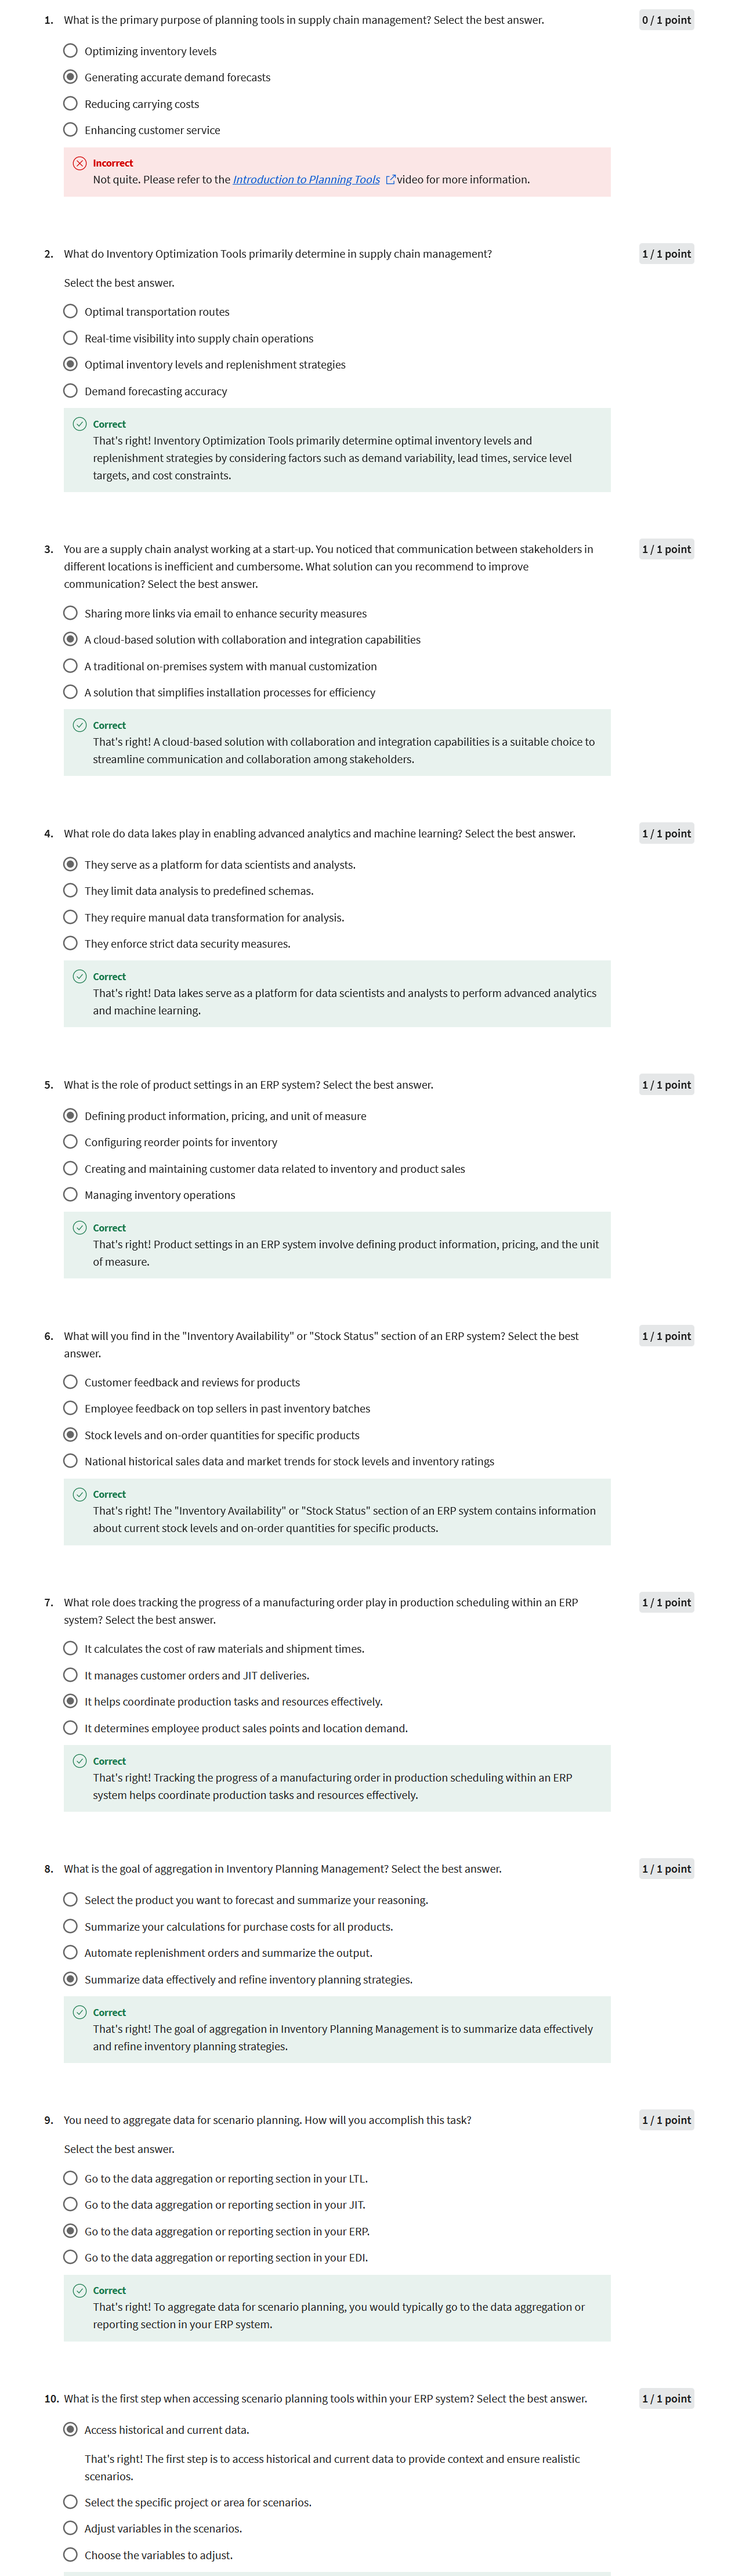 1. What is the primary purpose of planning tools in supply chain management? Select the best answer.
0 / 1 point
Optimizing inventory levels
Generating accurate demand forecasts
Reducing carrying costs
Enhancing customer service
Incorrect
Not quite. Please refer to the Introduction to Planning Tools video for more information.
2. What do Inventory Optimization Tools primarily determine in supply chain management?
1 / 1 point
Select the best answer.
Optimal transportation routes
Real-time visibility into supply chain operations
Optimal inventory levels and replenishment strategies
Demand forecasting accuracy
Correct
That's right! Inventory Optimization Tools primarily determine optimal inventory levels and
replenishment strategies by considering factors such as demand variability, lead times, service level
targets, and cost constraints.
3. You are a supply chain analyst working at a start-up. You noticed that communication between stakeholders in
1 / 1 point
different locations is inefficient and cumbersome. What solution can you recommend to improve
communication? Select the best answer.
Sharing more links via email to enhance security measures
A cloud-based solution with collaboration and integration capabilities
A traditional on-premises system with manual customization
A solution that simplifies installation processes for efficiency
Correct
That's right! A cloud-based solution with collaboration and integration capabilities is a suitable choice to
streamline communication and collaboration among stakeholders.
4. What role do data lakes play in enabling advanced analytics and machine learning? Select the best answer.
1 / 1 point
They serve as a platform for data scientists and analysts.
They limit data analysis to predefined schemas.
They require manual data transformation for analysis.
They enforce strict data security measures.
Correct
That's right! Data lakes serve as a platform for data scientists and analysts to perform advanced analytics
and machine learning.
5. What is the role of product settings in an ERP system? Select the best answer.
1 / 1 point
Defining product information, pricing, and unit of measure
Configuring reorder points for inventory
Creating and maintaining customer data related to inventory and product sales
Managing inventory operations
Correct
That's right! Product settings in an ERP system involve defining product information, pricing, and the unit
of measure.
6. What will you find in the "Inventory Availability" or "Stock Status" section of an ERP system? Select the best
1 / 1 point
answer.
Customer feedback and reviews for products
Employee feedback on top sellers in past inventory batches
Stock levels and on-order quantities for specific products
National historical sales data and market trends for stock levels and inventory ratings
Correct
That's right! The "Inventory Availability" or "Stock Status" section of an ERP system contains information
about current stock levels and on-order quantities for specific products.
7. What role does tracking the progress of a manufacturing order play in production scheduling within an ERP
1 / 1 point
system? Select the best answer.
It calculates the cost of raw materials and shipment times.
It manages customer orders and JIT deliveries.
It helps coordinate production tasks and resources effectively.
It determines employee product sales points and location demand.
Correct
That's right! Tracking the progress of a manufacturing order in production scheduling within an ERP
system helps coordinate production tasks and resources effectively.
8. What is the goal of aggregation in Inventory Planning Management? Select the best answer.
1 / 1 point
Select the product you want to forecast and summarize your reasoning.
Summarize your calculations for purchase costs for all products.
Automate replenishment orders and summarize the output.
Summarize data effectively and refine inventory planning strategies.
Correct
That's right! The goal of aggregation in Inventory Planning Management is to summarize data effectively
and refine inventory planning strategies.
9. You need to aggregate data for scenario planning. How will you accomplish this task?
1 / 1 point
Select the best answer.
Go to the data aggregation or reporting section in your LTL.
Go to the data aggregation or reporting section in your JIT.
Go to the data aggregation or reporting section in your ERP.
Go to the data aggregation or reporting section in your EDI.
Correct
That's right! To aggregate data for scenario planning, you would typically go to the data aggregation or
reporting section in your ERP system.
10. What is the first step when accessing scenario planning tools within your ERP system? Select the best answer.
1 / 1 point
Access historical and current data.
That's right! The first step is to access historical and current data to provide context and ensure realistic
scenarios.
Select the specific project or area for scenarios.
Adjust variables in the scenarios.
Choose the variables to adjust.